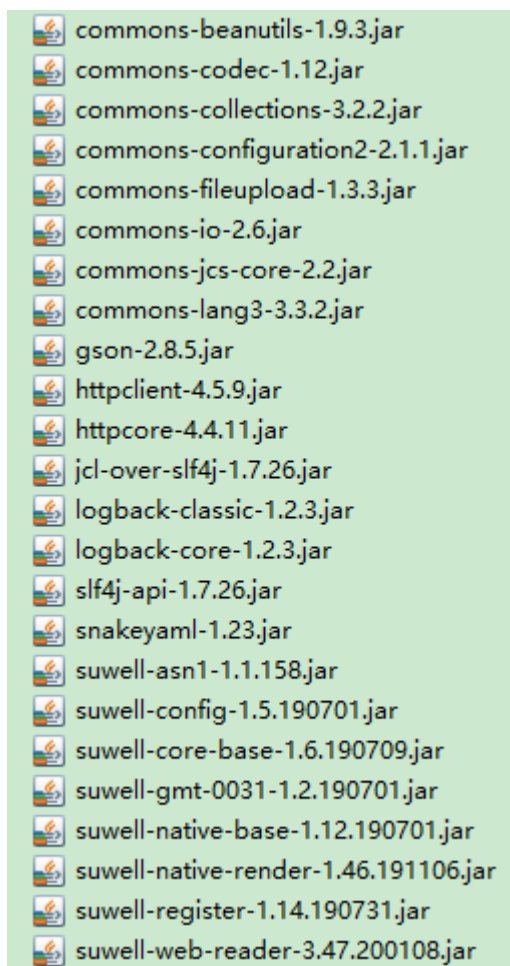 commons-beanutils-1.9.3.jar
commons-codec-1.12.jar
commons-collections-3.2.2.jar
commons-configuration2-2.1.1.jar
commons-fileupload-1.3.3.jar
commons-io-2.6.jar
commons-jcs-core-2.2.jar
commons-lang3-3.3.2.jar
gson-2.8.5.jar
httpclient-4.5.9.jar
httpcore-4.4.11.jar
jcl-over-slf4j-1.7.26.jar
logback-classic-1.2.3.jar
logback-core-1.2.3.jar
slf4j-api-1.7.26.jar
snakeyaml-1.23.jar
suwell-asn1-1.1.158.jar
suwell-config-1.5.190701.jar
suwell-core-base-1.6.190709.jar
suwell-gmt-0031-1.2.190701.jar
suwell-native-base-1.12.190701.jar
suwell-native-render-1.46.191106.jar
suwell-register-1.14.190731.jar
suwell-web-reader-3.47.200108.jar